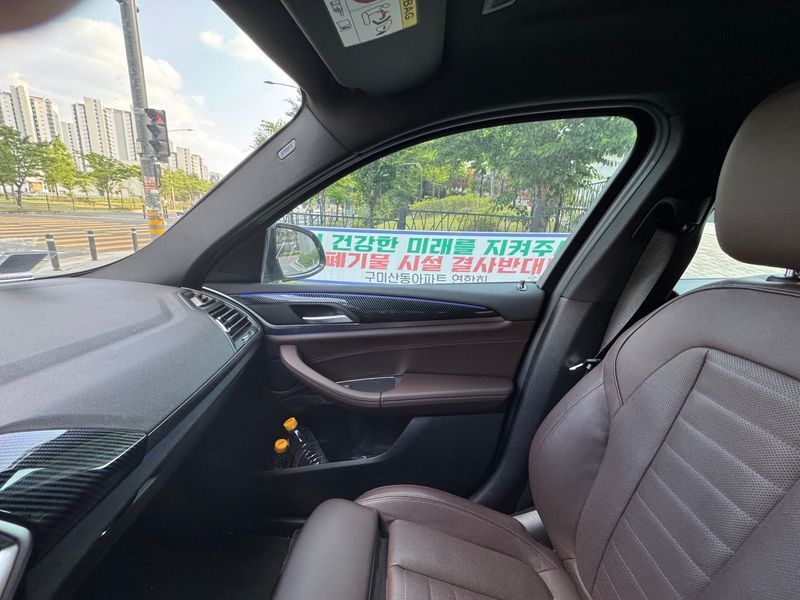 BAG
건강한 미래를 지켜주
폐기물 시설 결사반대
구미산동아파트 연합회